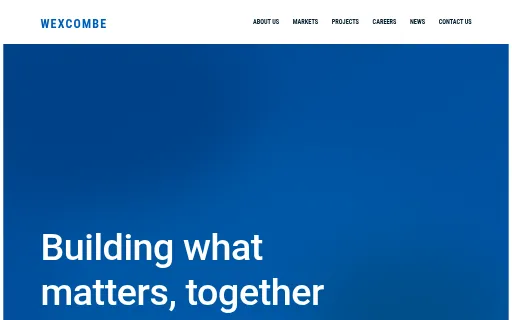 WEXCOMBE
ABOUT US MARKETS PROJECTS CAREERS NEWS CONTACT US
Building what
matters, together